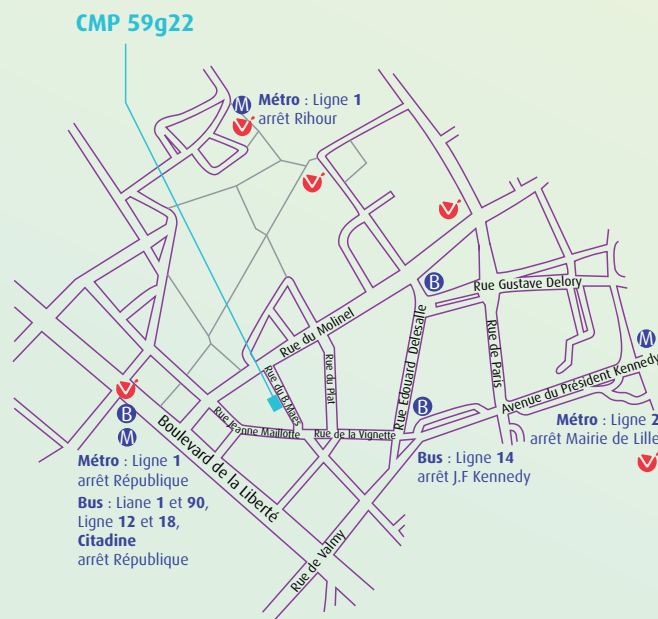 CMP 59g22
M
Métro : Ligne 1
arrêt Rihour
V
V
V
B
Rue Gustave Delory
Rue du Molinel
Rue Edouard Delesalle
Rue de Paris
M
Avenue du Président Kennedy
Rue du B. Maes
Rue du Plat
V
B
M
B
Rue Jeanne Maillotte
Rue de la Vignette
Boulevard de la Liberté
Métro : Ligne 2
arrêt Mairie de Lille
V
Bus : Ligne 14
arrêt J.F Kennedy
Métro : Ligne 1
arrêt République
Bus : Liane 1 et 90,
Ligne 12 et 18,
Citadine
arrêt République
Rue de Valmy